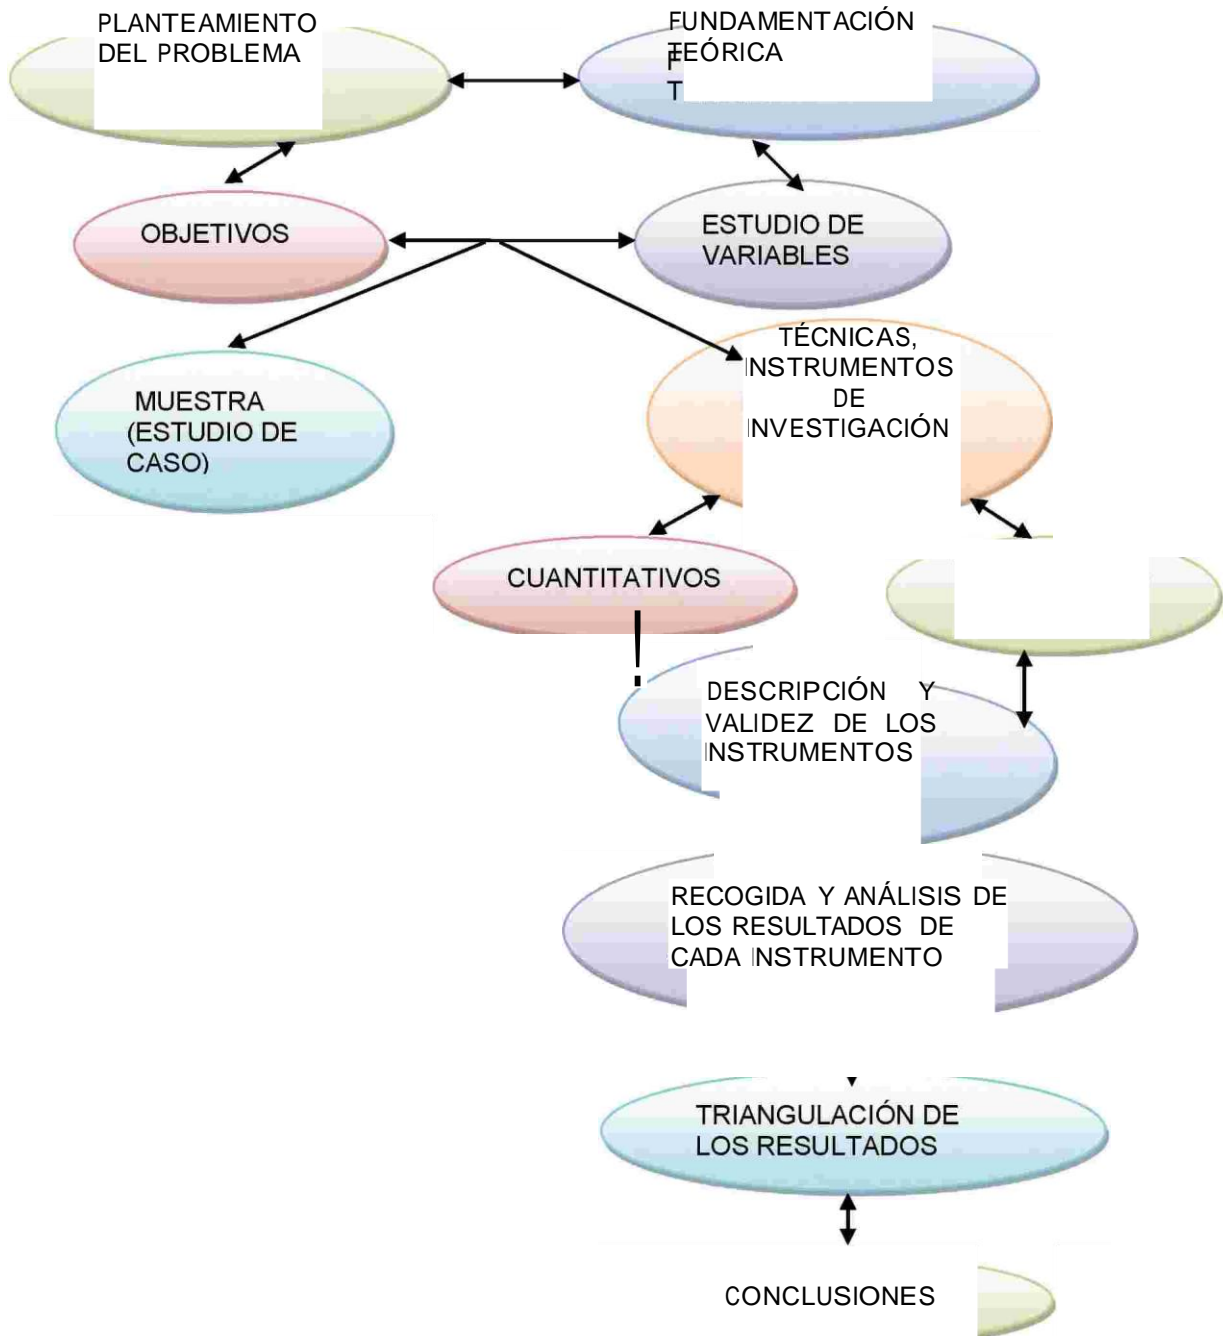 PLANTEAMIENTO
DEL PROBLEMA
FUNDAMENTACIÓN
TEÓRICA
F
T
OBJETIVOS
ESTUDIO DE
VARIABLES
MUESTRA
(ESTUDIO DE
CASO)
TÉCNICAS,
INSTRUMENTOS
DE
INVESTIGACIÓN
CUANTITATIVOS
DESCRIPCIÓN Y
VALIDEZ DE LOS
INSTRUMENTOS
RECOGIDA Y ANÁLISIS DE
LOS RESULTADOS DE
CADA INSTRUMENTO
TRIANGULACIÓN DE
LOS RESULTADOS
CONCLUSIONES